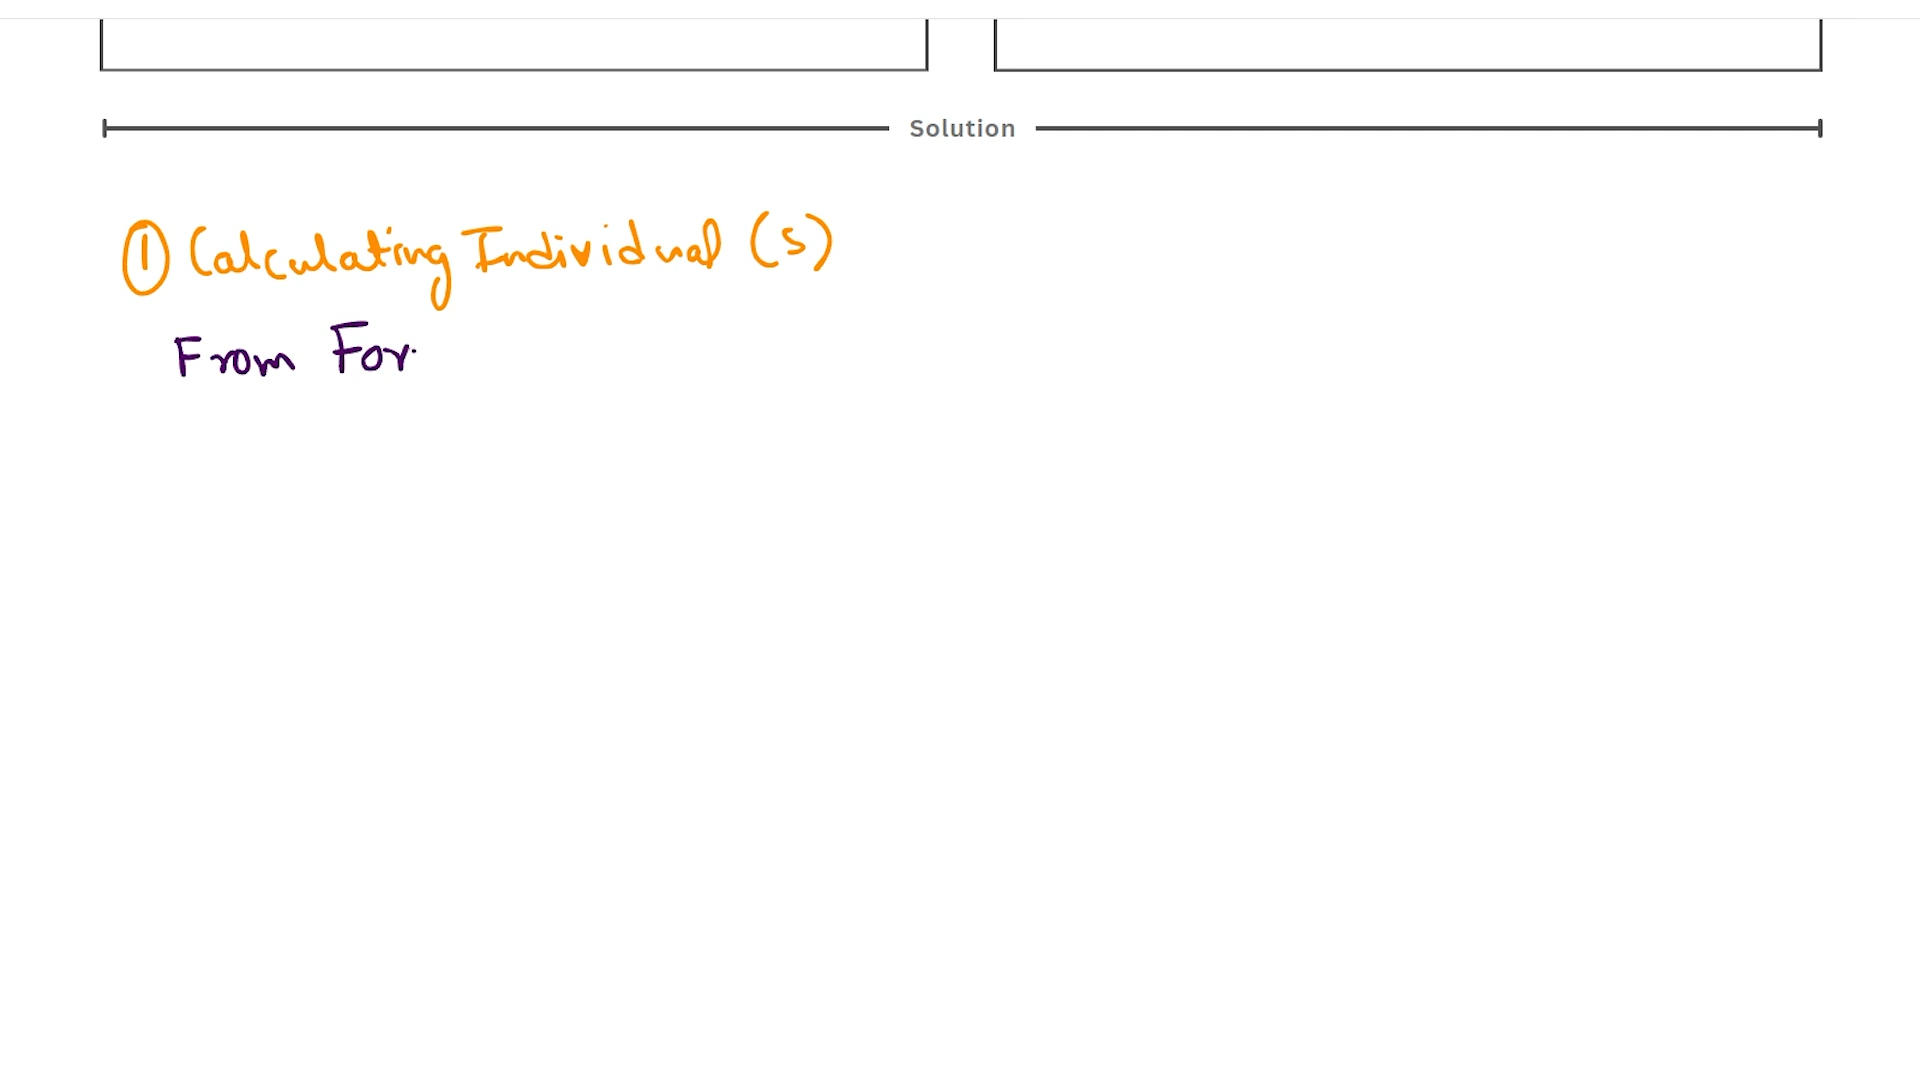 Solution
① Calculating Individual (s)
From For